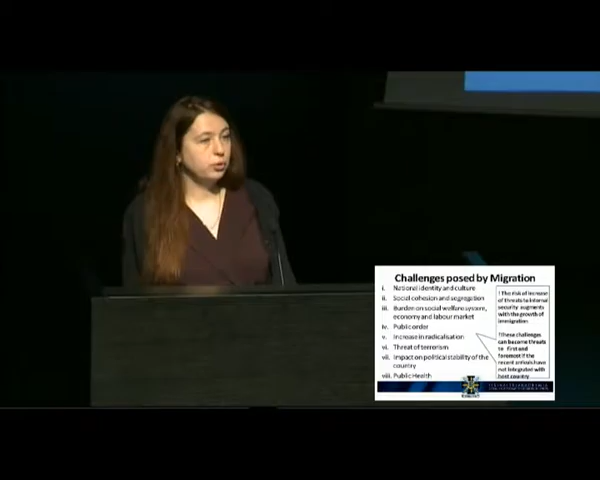 Challenges posed by Migration
i. National identity and culture
ii. Social cohesion and segregation
iii. Burden on social welfare system,
economy and labour market
iv. Public order
v. Increase in radicalisation
vi. Threat of terrorism
vii. Impact on political stability of the
country
viii. Public Health
! The risk of increase
of threats to internal
security augments
with the growth of
immigration
!These challenges
can become threats
to first and
foremost if the
recent arrivals have
not integrated with
host country